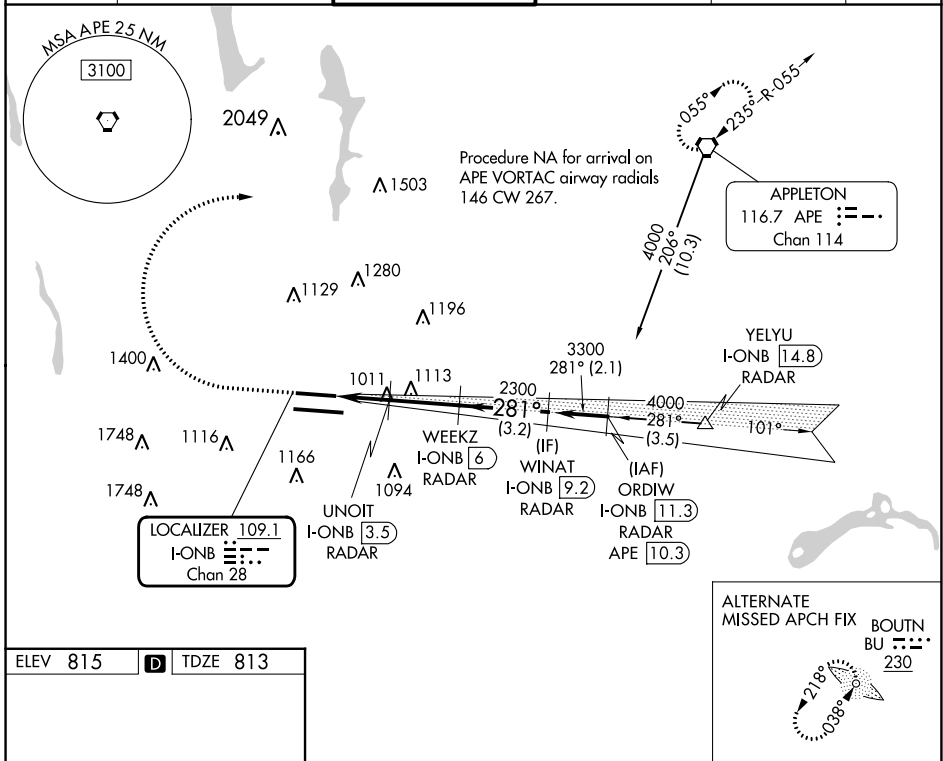 MSA APE 25 NM
3100
2049
1503
Procedure NA for arrival on
APE VORTAC airway radials
146 CW 267.
055°
235°
R-055
APPLETON
116.7 APE
Chan 114
4000
206°
(10.3)
1129
1280
1196
1400
1011
1113
3300
281° (2.1)
YELYU
I-ONB 14.8
RADAR
2300
281°
(3.2)
4000
281°
(3.5)
101°
1748
1116
1166
1094
1748
WEEKZ
I-ONB 6
RADAR
(IF)
WINAT
I-ONB 9.2
RADAR
(IAF)
ORDIW
I-ONB 11.3
RADAR
APE 10.3
UNOIT
I-ONB 3.5
RADAR
LOCALIZER 109.1
I-ONB
Chan 28
ALTERNATE
MISSED APCH FIX
BOUTN
BU
230
218°
038°
ELEV 815 D TDZE 813